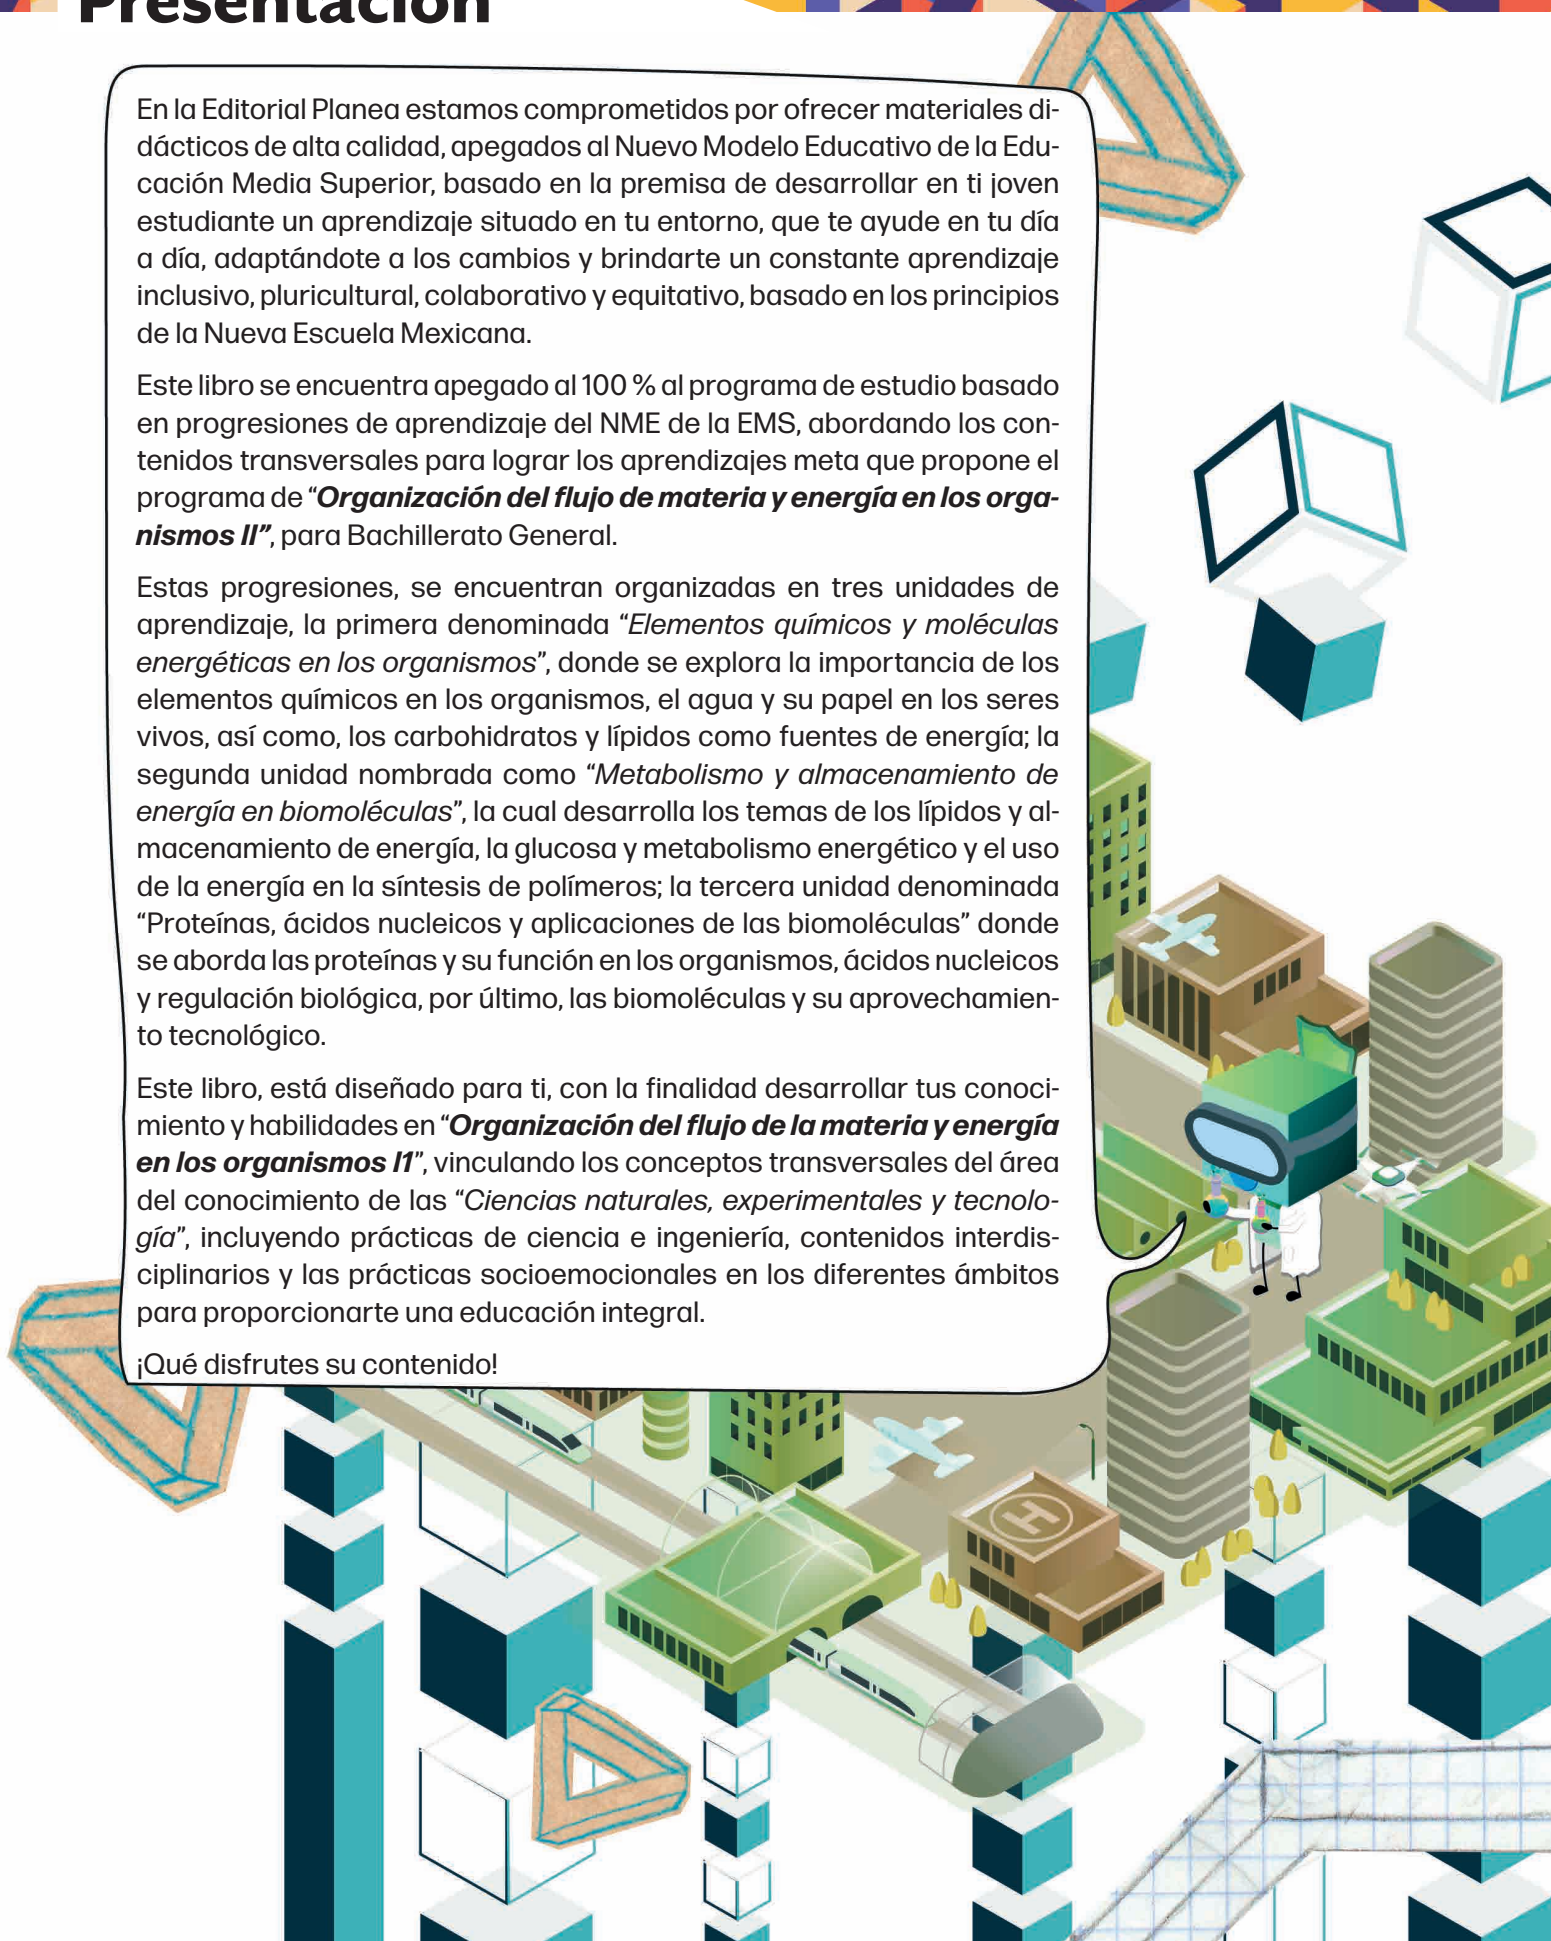 Presentación
En la Editorial Planea estamos comprometidos por ofrecer materiales di-
dácticos de alta calidad, apegados al Nuevo Modelo Educativo de la Edu-
cación Media Superior, basado en la premisa de desarrollar en ti joven
estudiante un aprendizaje situado en tu entorno, que te ayude en tu día
a día, adaptándote a los cambios y brindarte un constante aprendizaje
inclusivo, pluricultural, colaborativo y equitativo, basado en los principios
de la Nueva Escuela Mexicana.
Este libro se encuentra apegado al 100 % al programa de estudio basado
en progresiones de aprendizaje del NME de la EMS, abordando los con-
tenidos transversales para lograr los aprendizajes meta que propone el
programa de “Organización del flujo de materia y energía en los orga-
nismos II”, para Bachillerato General.
Estas progresiones, se encuentran organizadas en tres unidades de
aprendizaje, la primera denominada “Elementos químicos y moléculas
energéticas en los organismos”, donde se explora la importancia de los
elementos químicos en los organismos, el agua y su papel en los seres
vivos, así como, los carbohidratos y lípidos como fuentes de energía; la
segunda unidad nombrada como “Metabolismo y almacenamiento de
energía en biomoléculas”, la cual desarrolla los temas de los lípidos y al-
macenamiento de energía, la glucosa y metabolismo energético y el uso
de la energía en la síntesis de polímeros; la tercera unidad denominada
“Proteínas, ácidos nucleicos y aplicaciones de las biomoléculas” donde
se aborda las proteínas y su función en los organismos, ácidos nucleicos
y regulación biológica, por último, las biomoléculas y su aprovechamien-
to tecnológico.
Este libro, está diseñado para ti, con la finalidad desarrollar tus conoci-
miento y habilidades en “Organización del flujo de la materia y energía
en los organismos I1”, vinculando los conceptos transversales del área
del conocimiento de las “Ciencias naturales, experimentales y tecnolo-
gía”, incluyendo prácticas de ciencia e ingeniería, contenidos interdis-
ciplinarios y las prácticas socioemocionales en los diferentes ámbitos
para proporcionarte una educación integral.
¡Qué disfrutes su contenido!
H